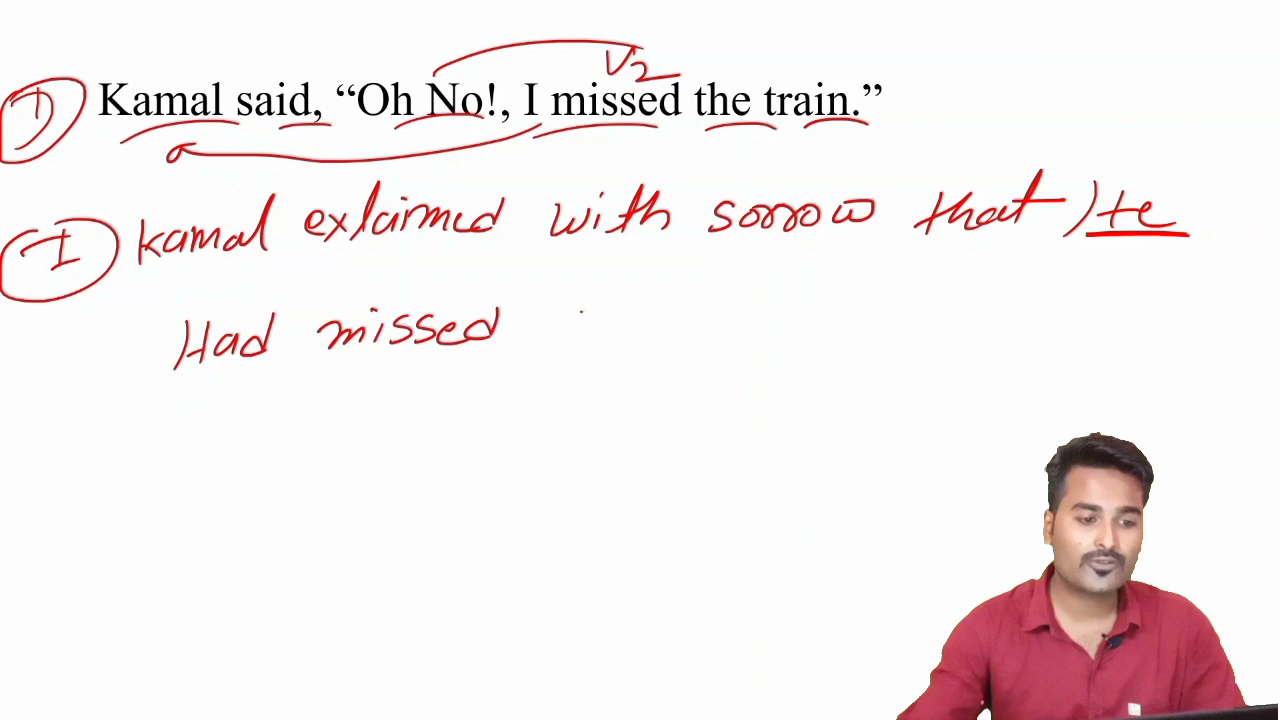 V2
D Kamal said, “Oh No!, I missed the train.”
I Kamal exlaimed with sorrow that He
Had missed